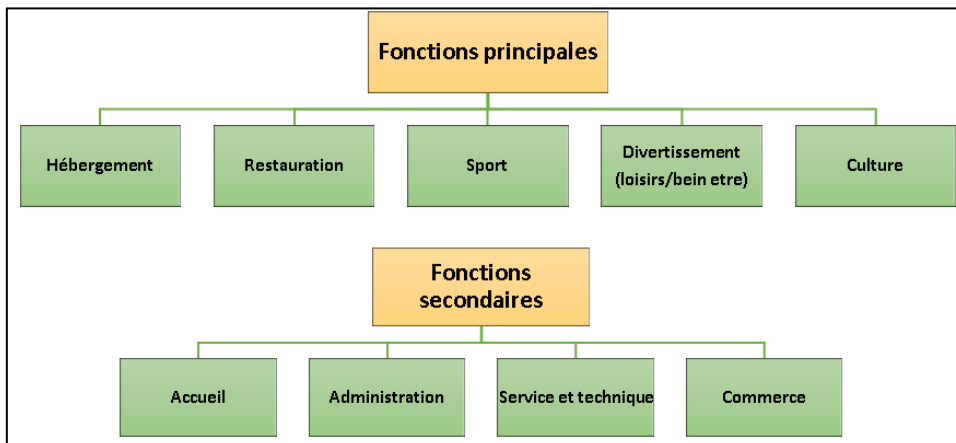 Fonctions principales
Hébergement
Restauration
Sport
Divertissement
(loisirs/bein etre)
Culture
Fonctions
secondaires
Accueil
Administration
Service et technique
Commerce